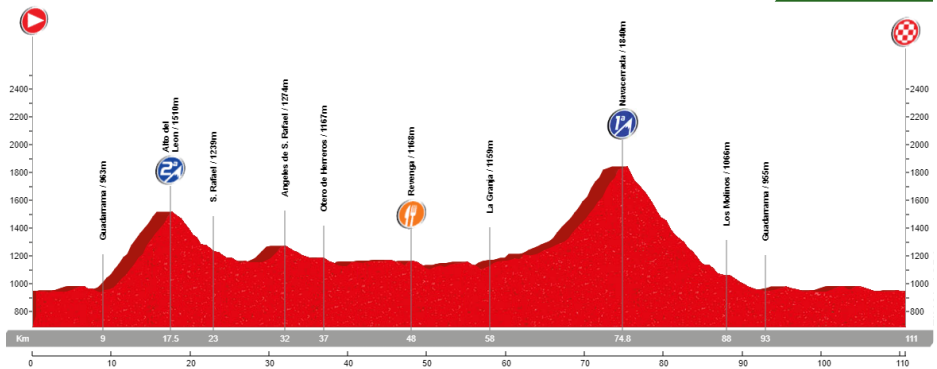 Guadarrama / 963m
Alto del
Leon / 1510m
2ª
S. Rafael / 1239m
Angeles de S. Rafael / 1274m
Otero de Herreros / 1167m
Revenga / 1168m
La Granja / 1159m
Navacerrada / 1840m
1ª
Los Molinos / 1066m
Guadarrama / 955m
2400 2400
2200 2200
2000 2000
1800 1800
1600 1600
1400 1400
1200 1200
1000 1000
800 800
Km 9 17.5 23 32 37 48 58 74.8 88 93 111
0 10 20 30 40 50 60 70 80 90 100 110